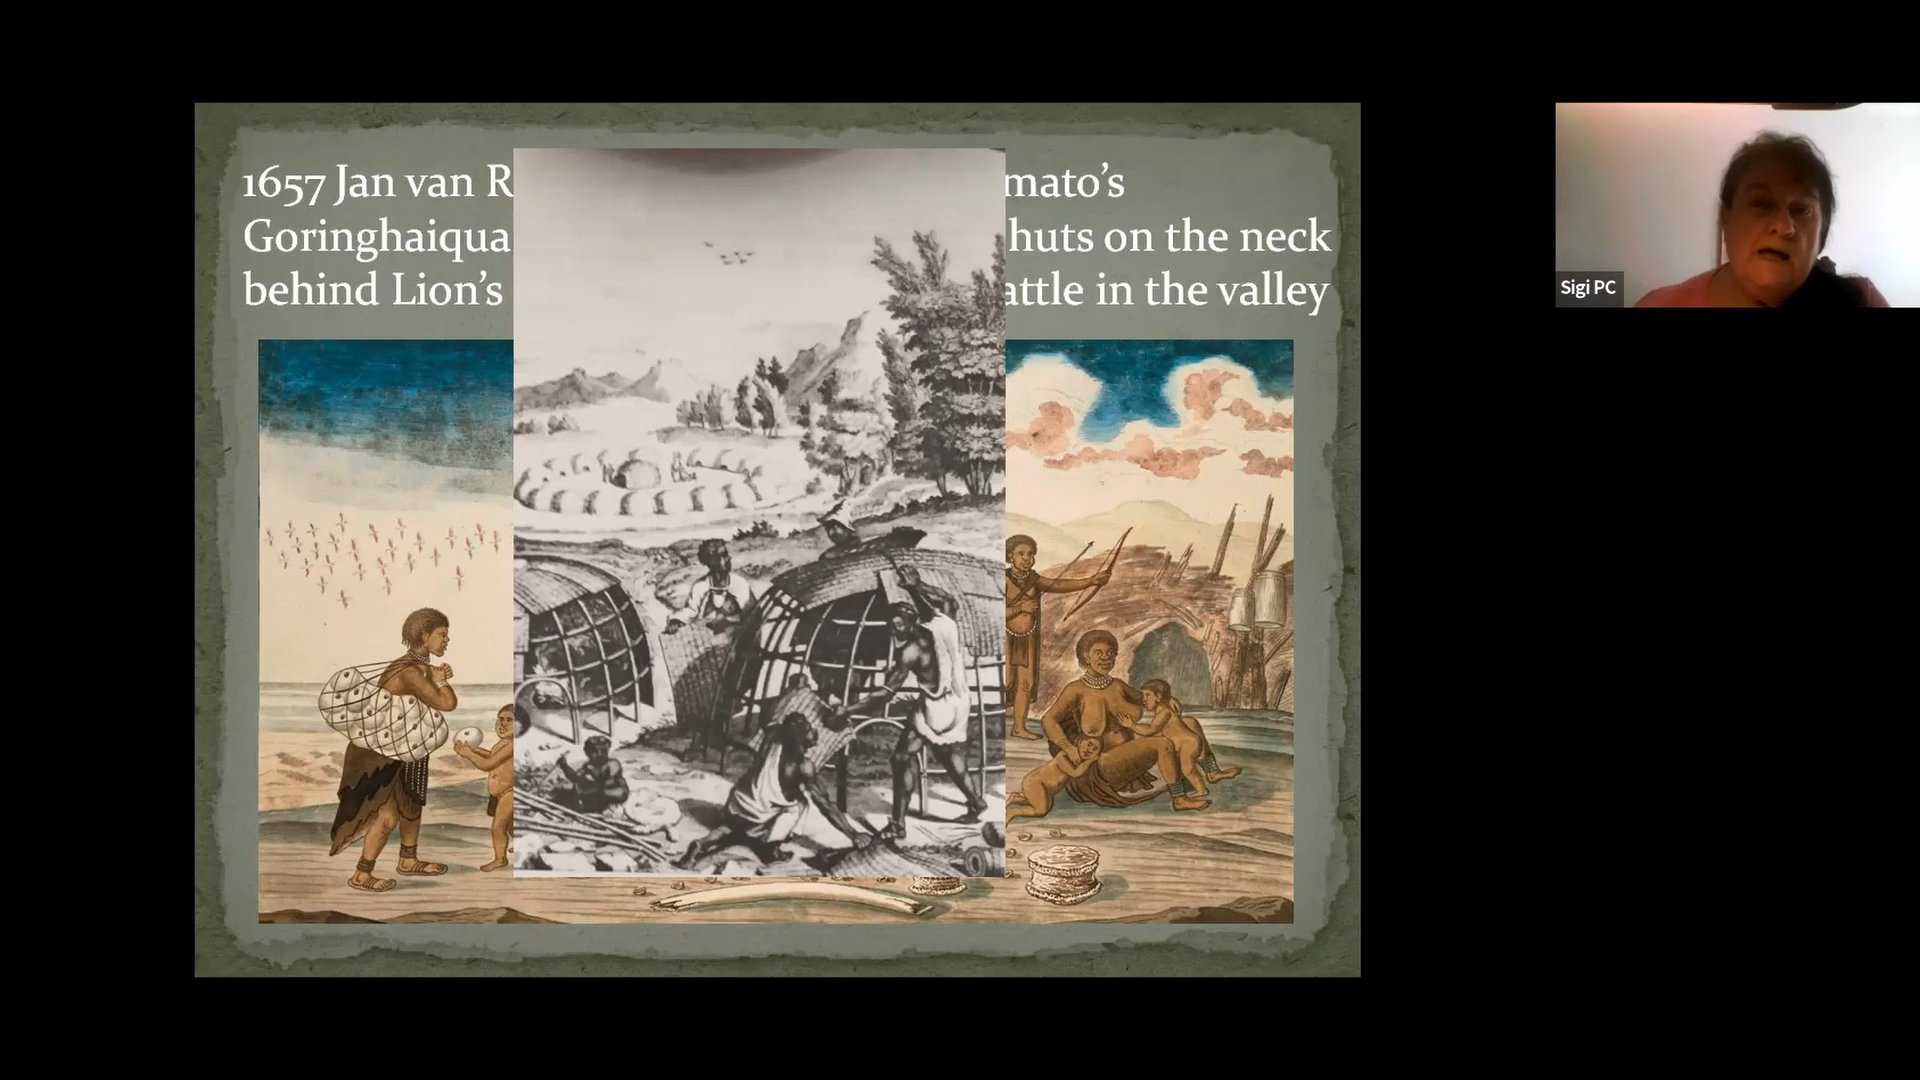 1657 Jan van R mato's
Goringhaiqua huts on the neck
behind Lion's attle in the valley
Sigi PC